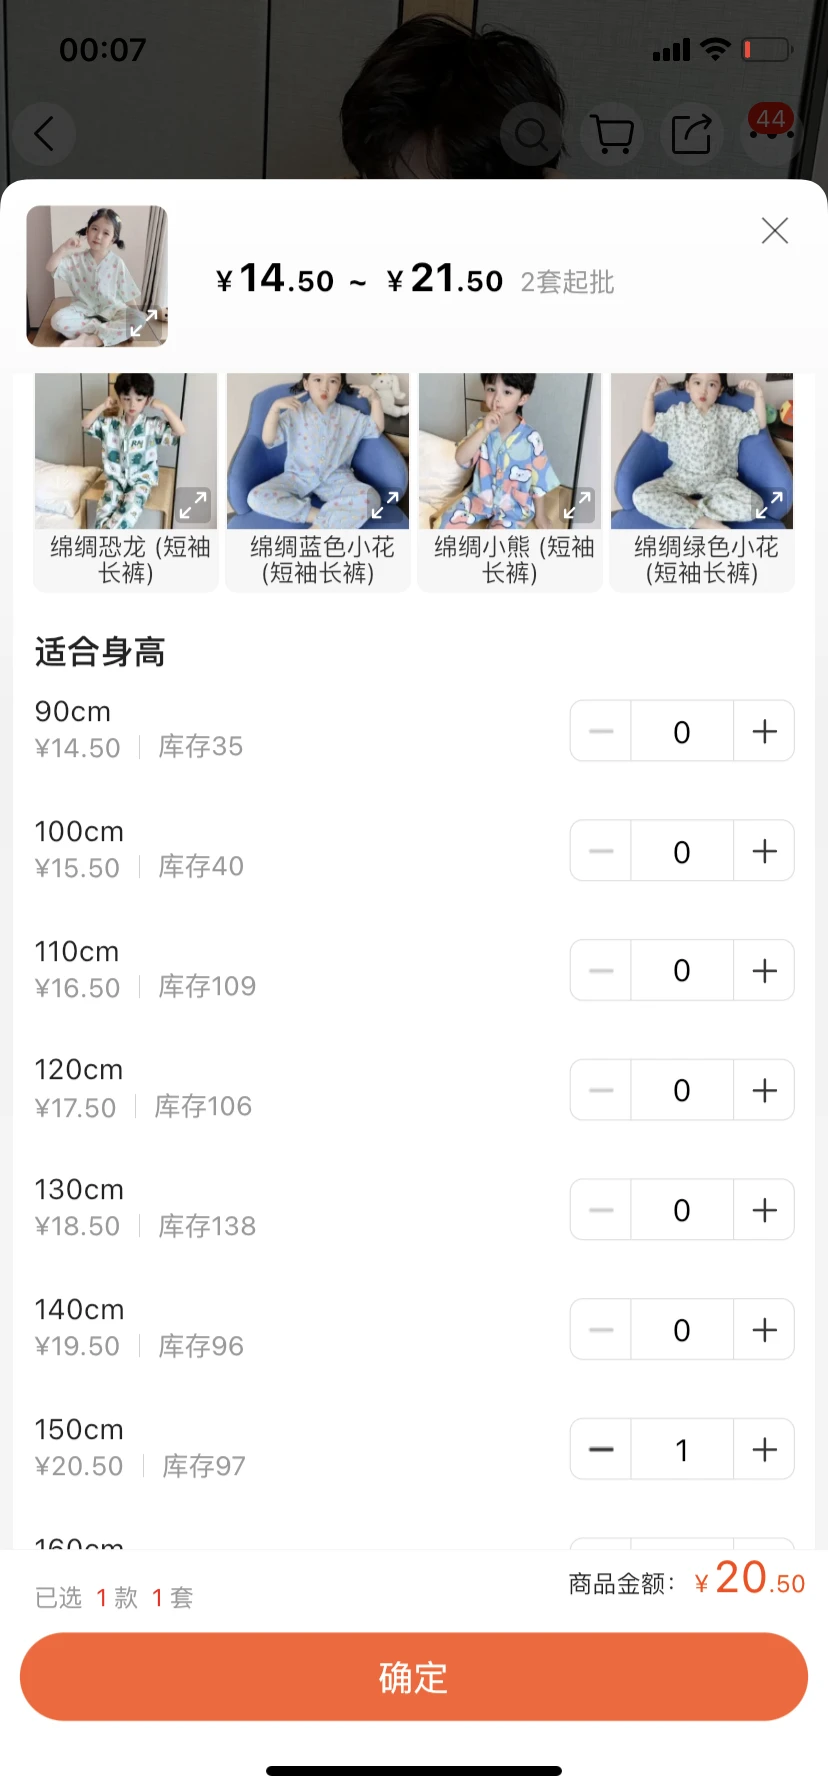 00:07
44
¥14.50 ~ ¥21.50 2套起批
绵绸恐龙 (短袖长裤)
绵绸蓝色小花 (短袖长裤)
绵绸小熊 (短袖长裤)
绵绸绿色小花 (短袖长裤)
适合身高
90cm
¥14.50 库存35
0
100cm
¥15.50 库存40
0
110cm
¥16.50 库存109
0
120cm
¥17.50 库存106
0
130cm
¥18.50 库存138
0
140cm
¥19.50 库存96
0
150cm
¥20.50 库存97
1
160cm
已选 1 款 1 套
商品金额: ¥20.50
确定